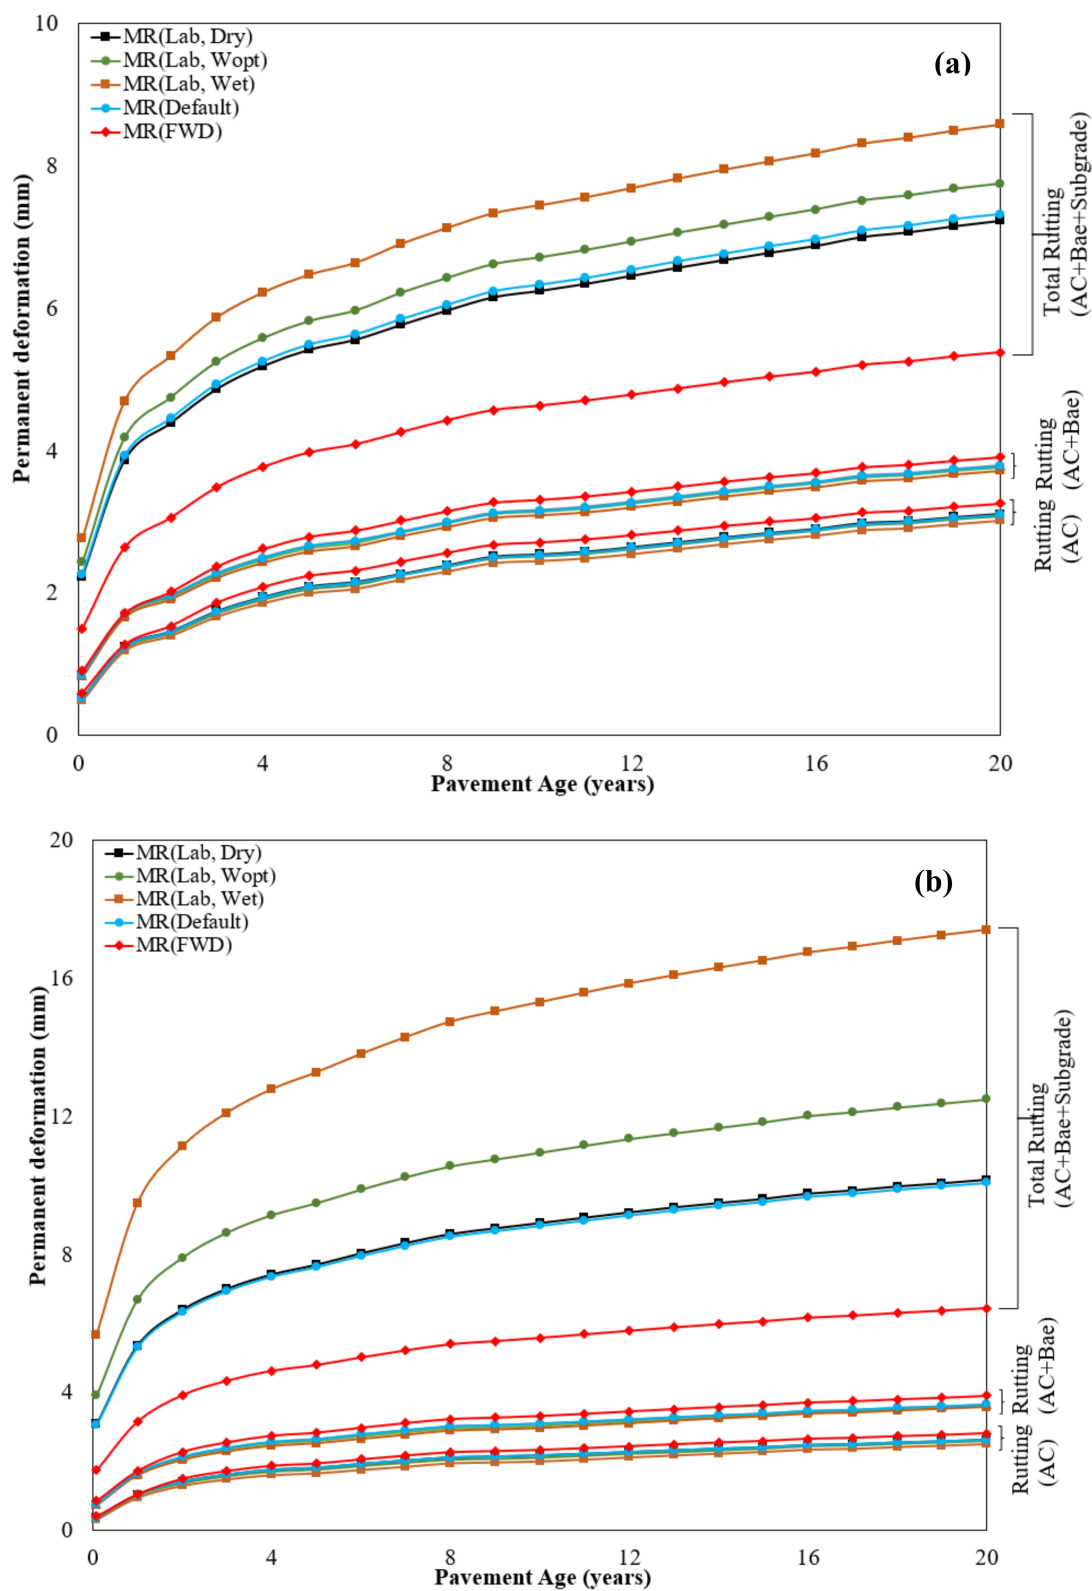 10
MR(Lab, Dry)
MR(Lab, Wopt)
MR(Lab, Wet)
MR(Default)
MR(FWD)
(a)
8
6
4
2
0
Permanent deformation (mm)
Total Rutting
(AC+Bae+Subgrade)
Rutting
(AC+Bae)
Rutting
(AC)
0 4 8 12 16 20
Pavement Age (years)
20
MR(Lab, Dry)
MR(Lab, Wopt)
MR(Lab, Wet)
MR(Default)
MR(FWD)
(b)
16
12
8
4
0
Permanent deformation (mm)
Total Rutting
(AC+Bae+Subgrade)
Rutting
(AC+Bae)
Rutting
(AC)
0 4 8 12 16 20
Pavement Age (years)